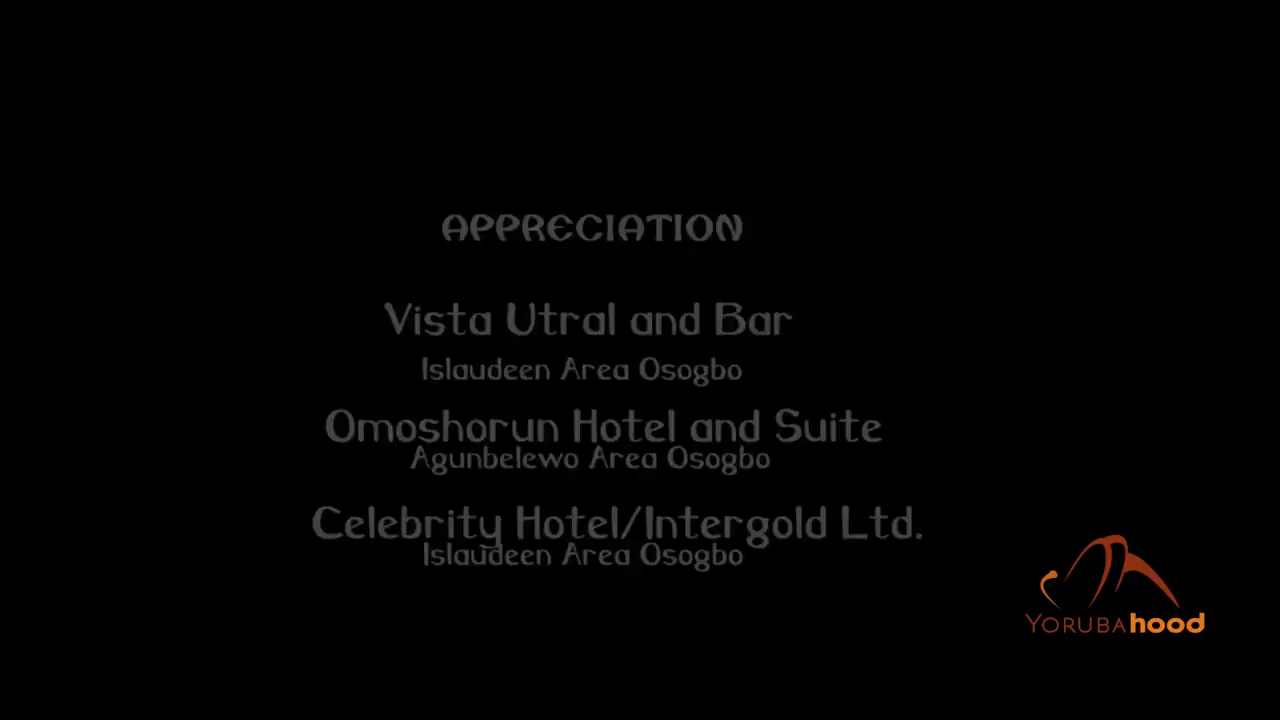 APPRECIATION
Vista Utral and Bar
Islaudeen Area Osogbo
Omoshorun Hotel and Suite
Agunbelewo Area Osogbo
Celebrity Hotel/Intergold Ltd.
Islaudeen Area Osogbo
YORUBAhood